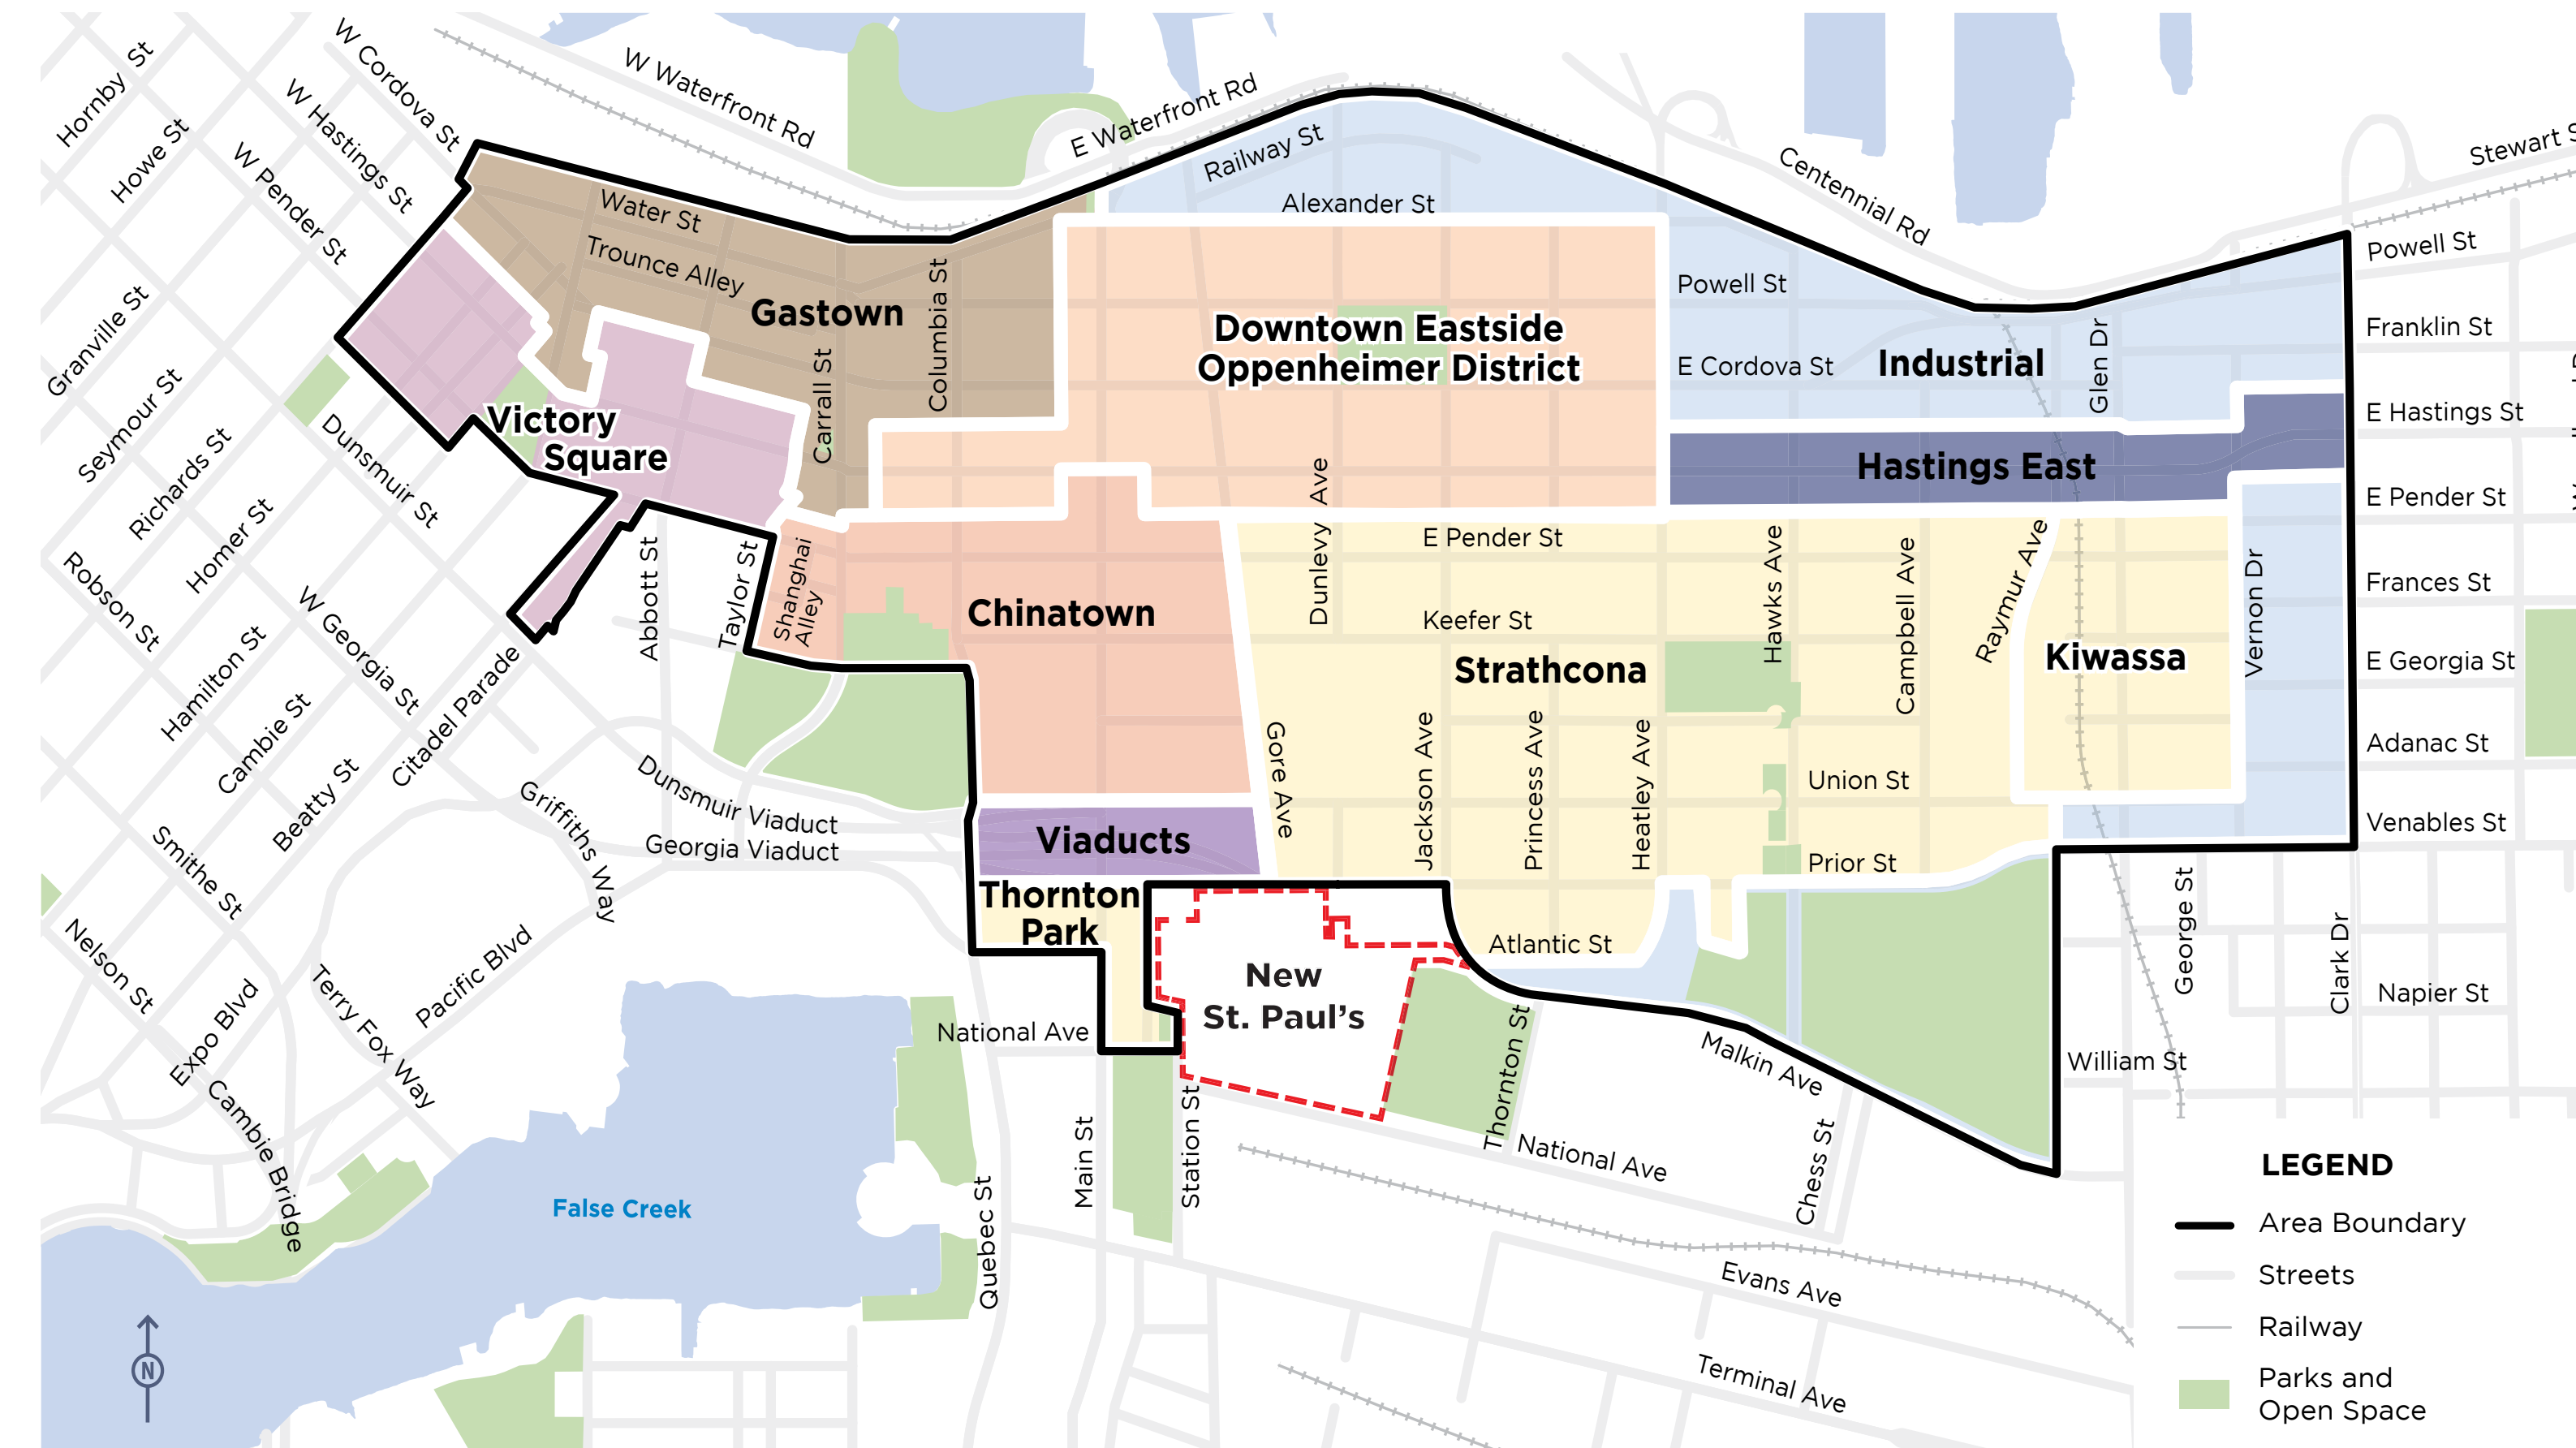 Hornby St
Howe St
W Cordova St
W Hastings St
W Pender St
W Waterfront Rd
E Waterfront Rd
Railway St
Alexander St
Centennial Rd
Water St
Trounce Alley
Gastown
Columbia St
Carrall St
Downtown Eastside
Oppenheimer District
Powell St
E Cordova St
Industrial
Glen Dr
Powell St
Franklin St
E Hastings St
E Pender St
Frances St
E Georgia St
Adanac St
Venables St
Granville St
Seymour St
Richards St
Homer St
Dunsmuir St
Victory
Square
Hastings East
Robson St
Hamilton St
Cambie St
Beatty St
W Georgia St
Citadel Parade
Abbott St
Taylor St
Shanghai
Alley
Chinatown
Dunlevy Ave
E Pender St
Keefer St
Strathcona
Hawks Ave
Campbell Ave
Raymur Ave
Kiwassa
Vernon Dr
Gore Ave
Jackson Ave
Princess Ave
Heatley Ave
Union St
Prior St
Smithe St
Nelson St
Expo Blvd
Terry Fox Way
Pacific Blvd
Griffiths Way
Dunsmuir Viaduct
Georgia Viaduct
Viaducts
Thornton
Park
New
St. Paul's
Atlantic St
National Ave
Main St
Station St
Quebec St
Thornton St
National Ave
Malkin Ave
Chess St
William St
George St
Clark Dr
Napier St
Cambie Bridge
False Creek
Evans Ave
Terminal Ave
N
LEGEND
Area Boundary
Streets
Railway
Parks and
Open Space